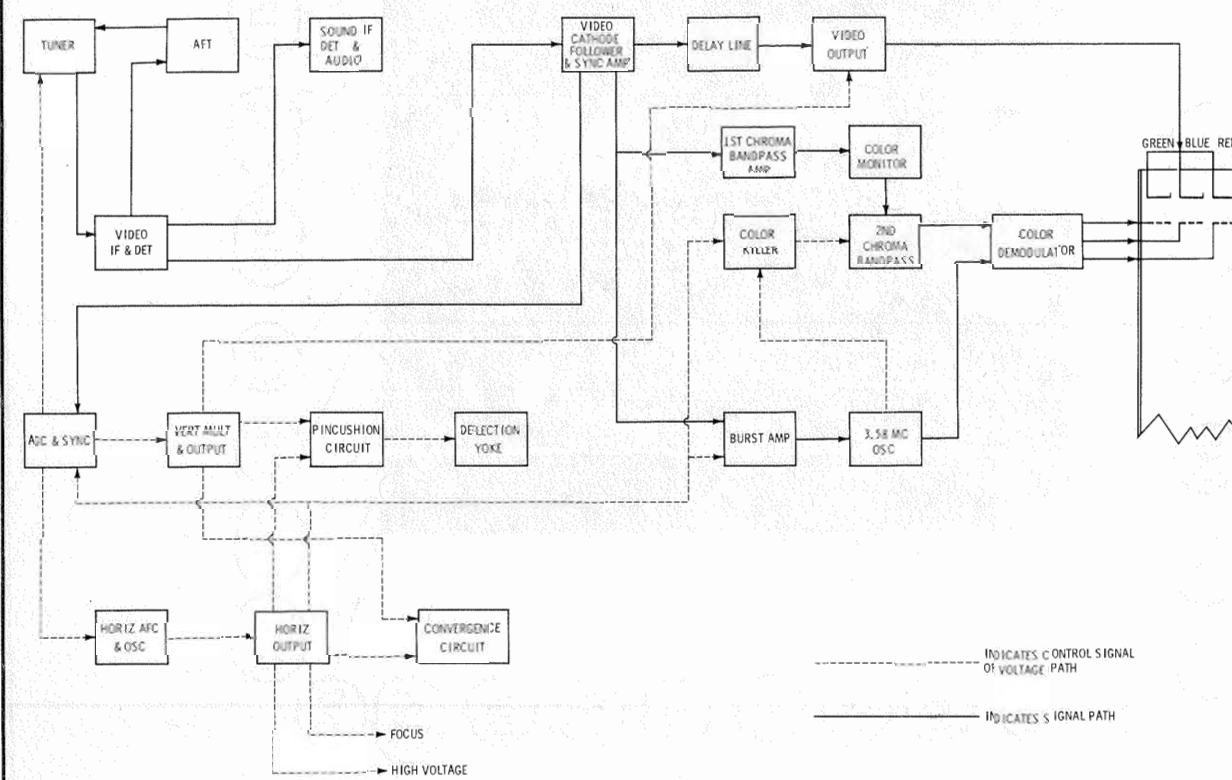 TUNER
AFT
SOUND IF
DET &
AUDIO
VIDEO
CATHODE
FOLLOWER
& SYNC AMP
DELAY LINE
VIDEO
OUTPUT
1ST CHROMA
BANDPASS
AMP
COLOR
MONITOR
GREEN BLUE RE
VIDEO
IF & DET
COLOR
KILLER
2ND
CHROMA
BANDPASS
COLOR
DEMODULATOR
AGC & SYNC
VERT MULT
& OUTPUT
PINCUSHION
CIRCUIT
DEFLECTION
YOKE
BURST AMP
3.58 MC
OSC
HORIZ AFC
& OSC
HORIZ
OUTPUT
CONVERGENCE
CIRCUIT
INDICATES CONTROL SIGNAL
OF VOLTAGE PATH
INDICATES SIGNAL PATH
FOCUS
HIGH VOLTAGE